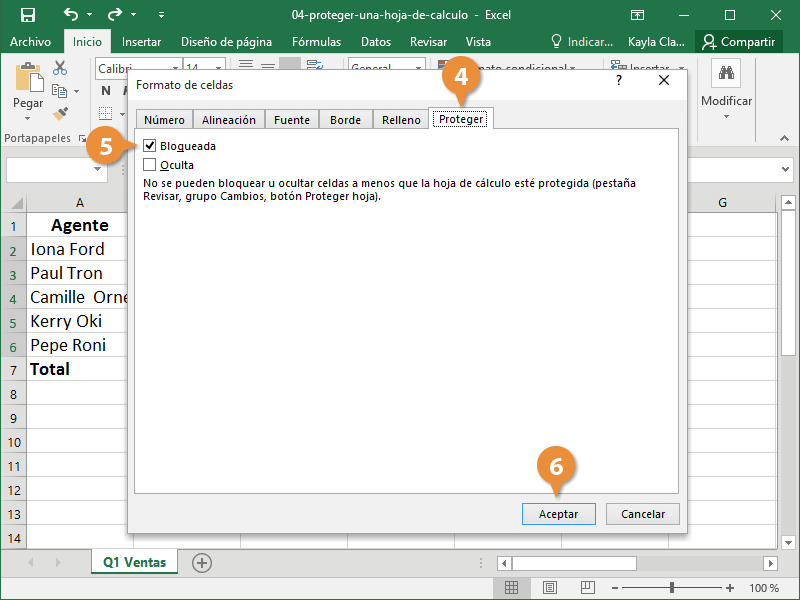 04-proteger-una-hoja-de-calculo - Excel
Archivo Inicio Insertar Diseño de página Fórmulas Datos Revisar Vista Indicar... Kayla Cla... Compartir
Calibri 14 General Insertar
Pegar N Modificar
Portapapeles
Formato de celdas ? 4
Número Alineación Fuente Borde Relleno Proteger
5 Bloqueada
Oculta
No se pueden bloquear u ocultar celdas a menos que la hoja de cálculo esté protegida (pestaña
Revisar, grupo Cambios, botón Proteger hoja).
A G
1 Agente
2 Iona Ford
3 Paul Tron
4 Camille Orne
5 Kerry Oki
6 Pepe Roni
7 Total
8
9
10
11
12
13
14
6
Aceptar Cancelar
Q1 Ventas
100 %